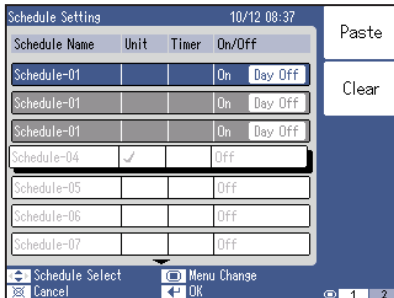 Schedule Setting 10/12 08:37
Paste
Schedule Name Unit Timer On/Off
Schedule-01 On Day Off
Clear
Schedule-01 On Day Off
Schedule-01 On Day Off
Schedule-04 ✓ Off
Schedule-05 Off
Schedule-06 Off
Schedule-07 Off
Schedule Select Menu Change
Cancel OK
1 2